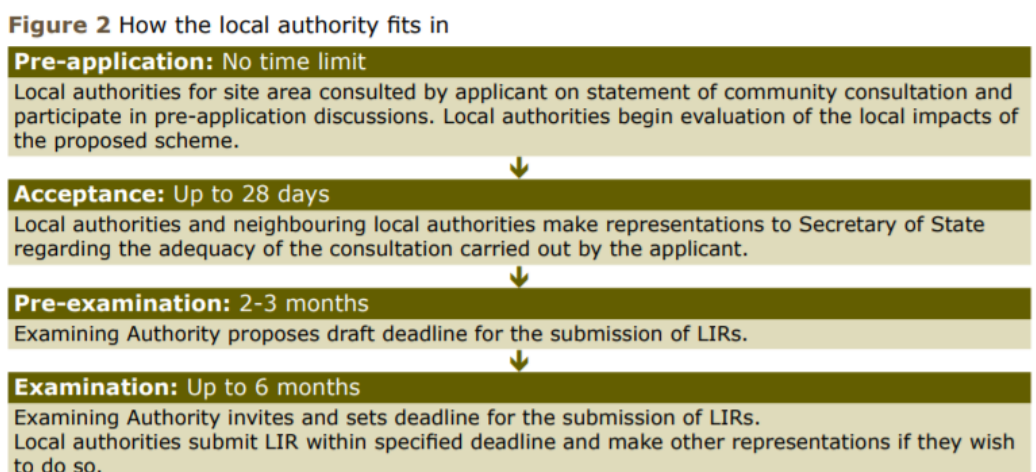 Figure 2 How the local authority fits in
Pre-application: No time limit
Local authorities for site area consulted by applicant on statement of community consultation and
participate in pre-application discussions. Local authorities begin evaluation of the local impacts of
the proposed scheme.
Acceptance: Up to 28 days
Local authorities and neighbouring local authorities make representations to Secretary of State
regarding the adequacy of the consultation carried out by the applicant.
Pre-examination: 2-3 months
Examining Authority proposes draft deadline for the submission of LIRs.
Examination: Up to 6 months
Examining Authority invites and sets deadline for the submission of LIRs.
Local authorities submit LIR within specified deadline and make other representations if they wish
to do so.